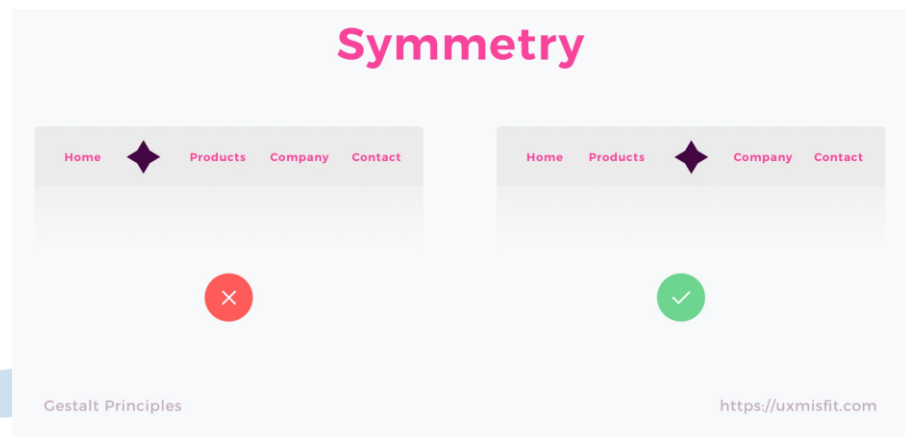 Symmetry
Home Products Company Contact
Home Products Company Contact
Gestalt Principles
https://uxmisfit.com